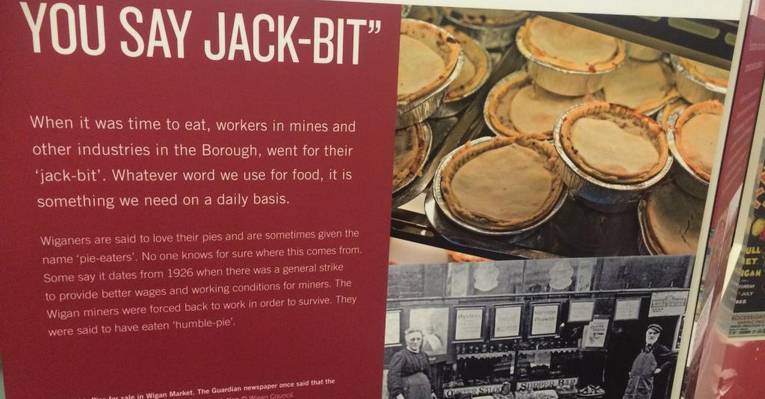 YOU SAY JACK-BIT”
When it was time to eat, workers in mines and
other industries in the Borough, went for their
‘jack-bit’. Whatever word we use for food, it is
something we need on a daily basis.
Wiganers are said to love their pies and are sometimes given the
name ‘pie-eaters’. No one knows for sure where this comes from.
Some say it dates from 1926 when there was a general strike
to provide better wages and working conditions for miners. The
Wigan miners were forced back to work in order to survive. They
were said to have eaten ‘humble-pie’.
for sale in Wigan Market. The Guardian newspaper once said that the
© Wigan Council
OYSTER SALOON SUPPER BAR